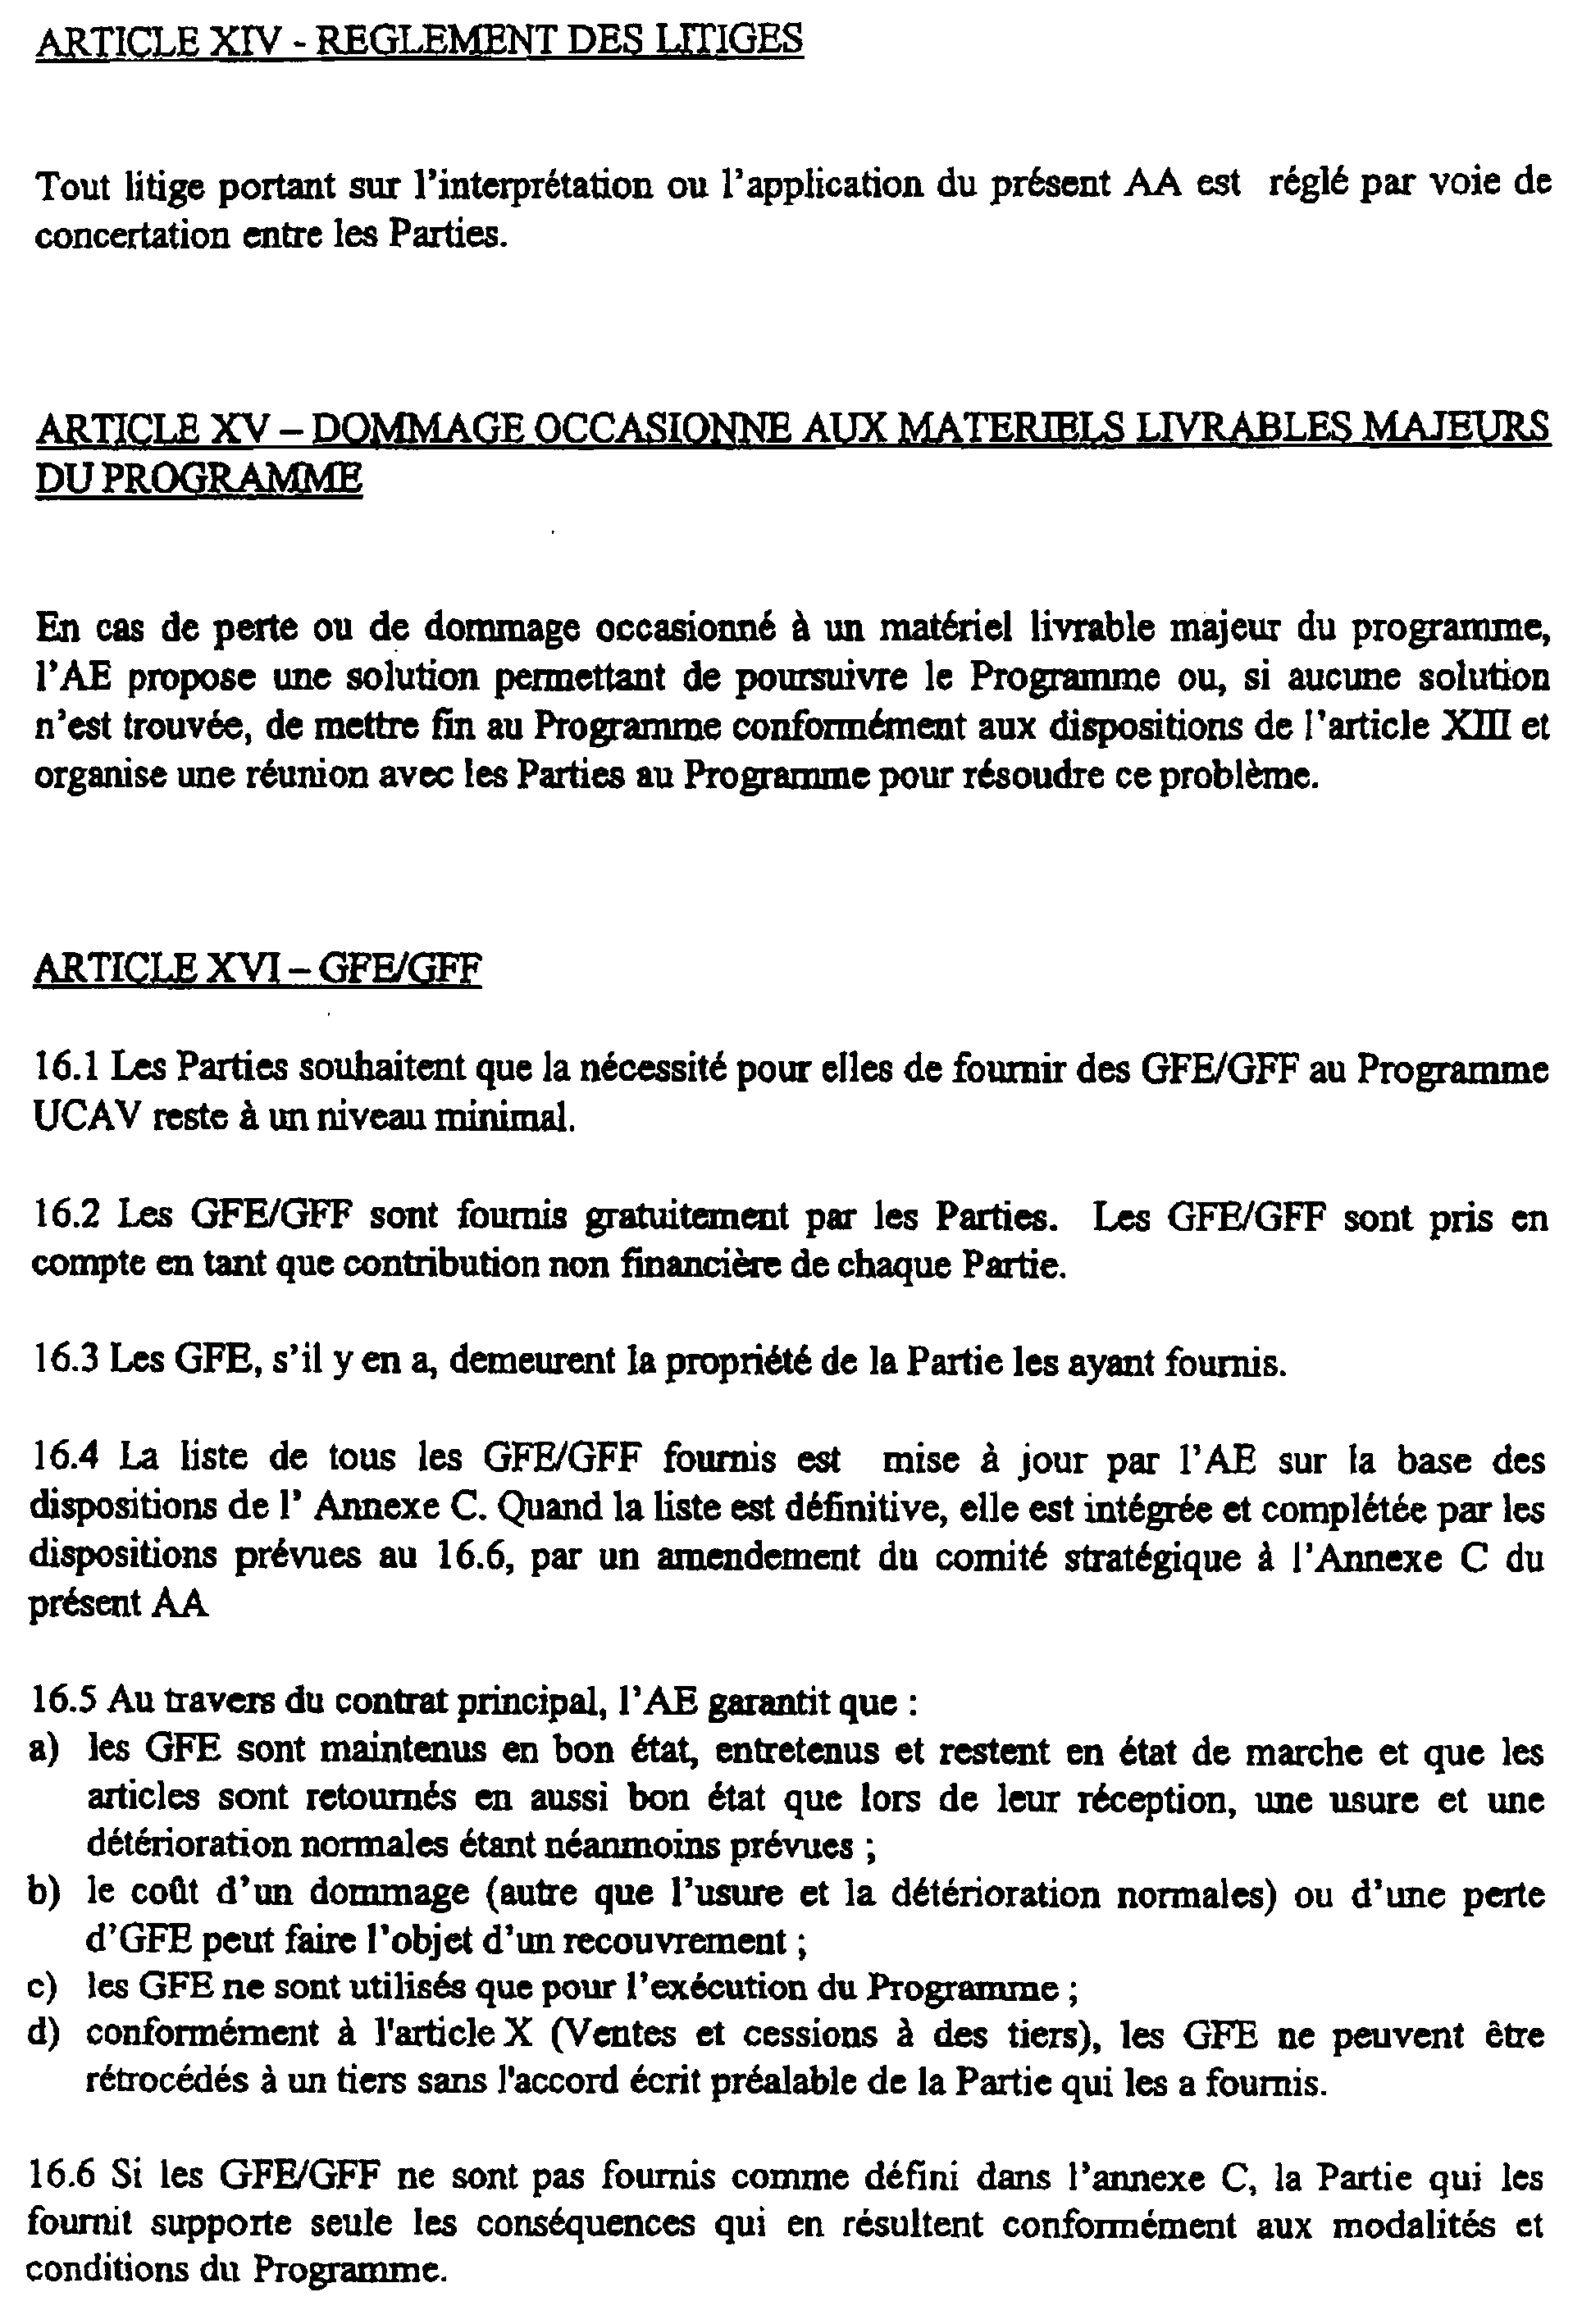 ARTICLE XIV - REGLEMENT DES LITIGES
Tout litige portant sur l'interprétation ou l'application du présent AA est réglé par voie de
concertation entre les Parties.
ARTICLE XV – DOMMAGE OCCASIONNE AUX MATERIELS LIVRABLES MAJEURS
DU PROGRAMME
En cas de perte ou de dommage occasionné à un matériel livrable majeur du programme,
l'AE propose une solution permettant de poursuivre le Programme ou, si aucune solution
n'est trouvée, de mettre fin au Programme conformément aux dispositions de l'article XIII et
organise une réunion avec les Parties au Programme pour résoudre ce problème.
ARTICLE XVI – GFE/GFF
16.1 Les Parties souhaitent que la nécessité pour elles de fournir des GFE/GFF au Programme
UCAV reste à un niveau minimal.
16.2 Les GFE/GFF sont fournis gratuitement par les Parties. Les GFE/GFF sont pris en
compte en tant que contribution non financière de chaque Partie.
16.3 Les GFE, s'il y en a, demeurent la propriété de la Partie les ayant fournis.
16.4 La liste de tous les GFE/GFF fournis est mise à jour par l'AE sur la base des
dispositions de l' Annexe C. Quand la liste est définitive, elle est intégrée et complétée par les
dispositions prévues au 16.6, par un amendement du comité stratégique à l'Annexe C du
présent AA
16.5 Au travers du contrat principal, l'AE garantit que :
a) les GFE sont maintenus en bon état, entretenus et restent en état de marche et que les
articles sont retournés en aussi bon état que lors de leur réception, une usure et une
détérioration normales étant néanmoins prévues ;
b) le coût d'un dommage (autre que l'usure et la détérioration normales) ou d'une perte
d'GFE peut faire l'objet d'un recouvrement ;
c) les GFE ne sont utilisés que pour l'exécution du Programme ;
d) conformément à l'article X (Ventes et cessions à des tiers), les GFE ne peuvent être
rétrocédés à un tiers sans l'accord écrit préalable de la Partie qui les a fournis.
16.6 Si les GFE/GFF ne sont pas fournis comme défini dans l'annexe C, la Partie qui les
fournit supporte seule les conséquences qui en résultent conformément aux modalités et
conditions du Programme.